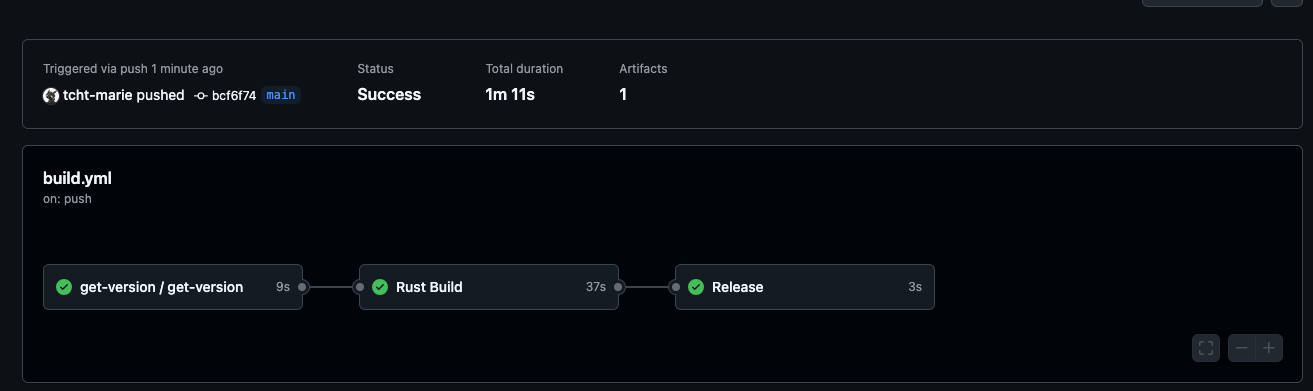 Triggered via push 1 minute ago
tcht-marie pushed bcf6f74 main
Status
Success
Total duration
1m 11s
Artifacts
1
build.yml
on: push
get-version / get-version 9s
Rust Build 37s
Release 3s